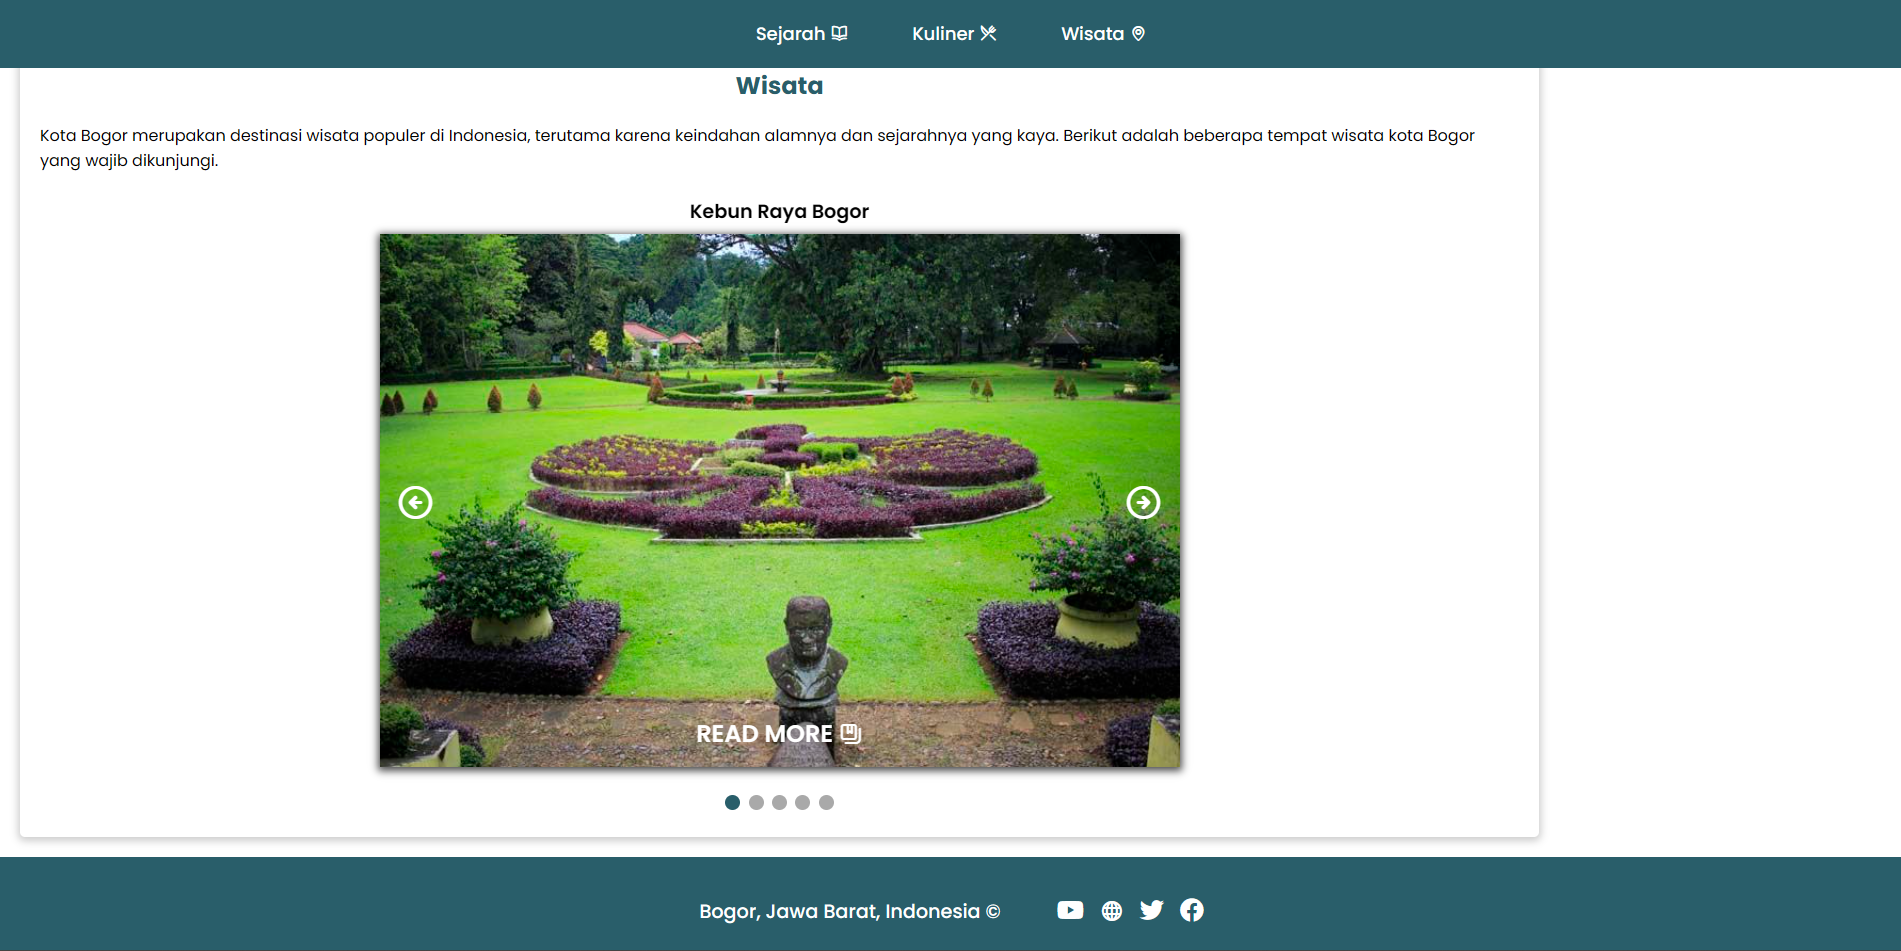 Sejarah
Kuliner
Wisata
Wisata
Kota Bogor merupakan destinasi wisata populer di Indonesia, terutama karena keindahan alamnya dan sejarahnya yang kaya. Berikut adalah beberapa tempat wisata kota Bogor
yang wajib dikunjungi.
Kebun Raya Bogor
READ MORE
Bogor, Jawa Barat, Indonesia ©